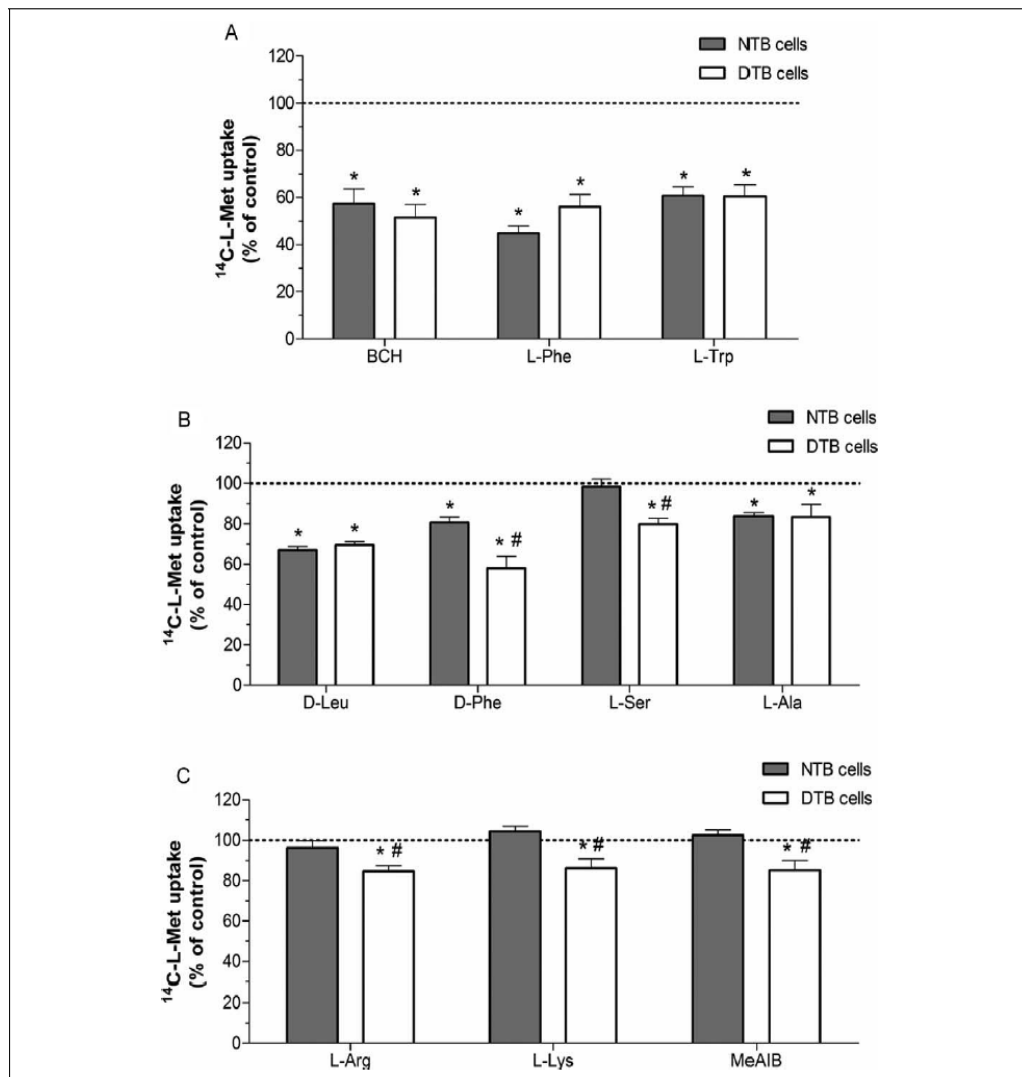 A
NTB cells
DTB cells
120
100
80
60
40
20
0
¹⁴C-L-Met uptake
(% of control)
* * * * * *
BCH L-Phe L-Trp
B
NTB cells
DTB cells
120
100
80
60
40
20
0
¹⁴C-L-Met uptake
(% of control)
* * * * # * # * *
D-Leu D-Phe L-Ser L-Ala
C
NTB cells
DTB cells
120
100
80
60
40
20
0
¹⁴C-L-Met uptake
(% of control)
* # * # * #
L-Arg L-Lys MeAIB